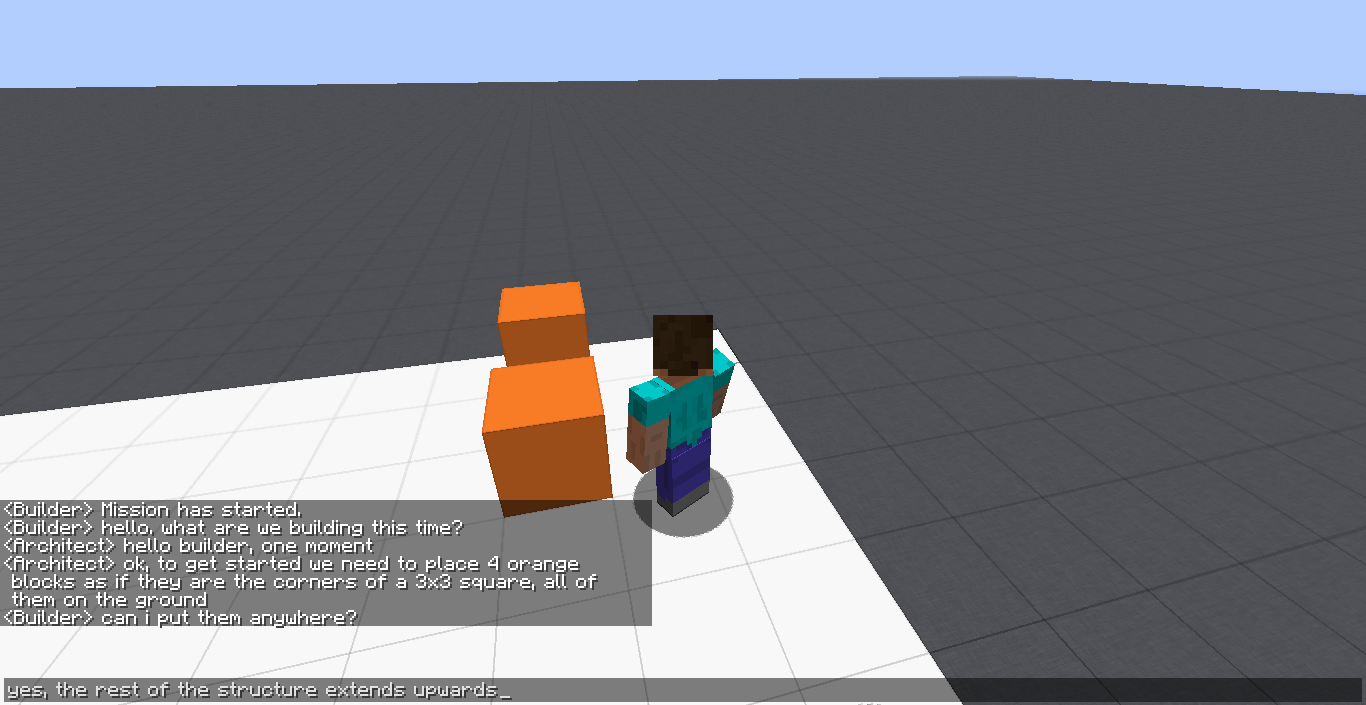 <Builder> Mission has started.
<Builder> hello. what are we building this time?
<Architect> hello builder, one moment
<Architect> ok, to get started we need to place 4 orange
blocks as if they are the corners of a 3x3 square, all of
them on the ground
<Builder> can i put them anywhere?
yes, the rest of the structure extends upwards_